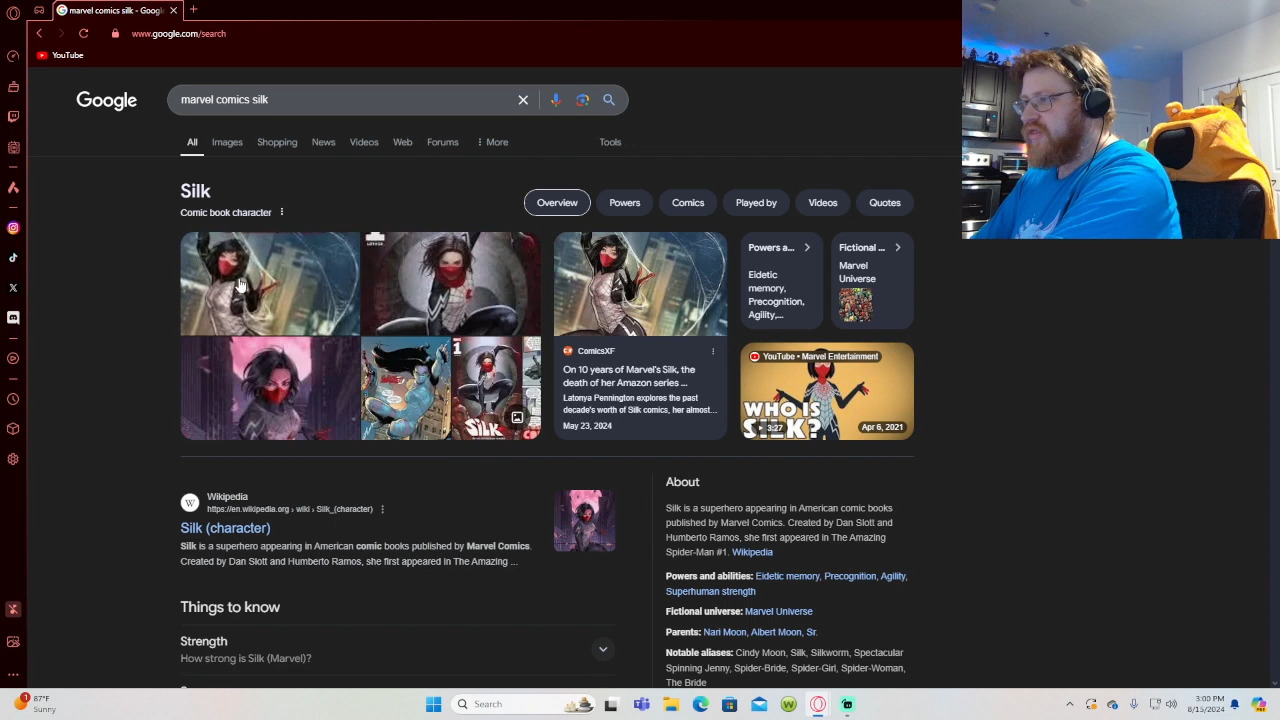 marvel comics silk - Googl
www.google.com/search
YouTube
Google
marvel comics silk
All
Images
Shopping
News
Videos
Web
Forums
More
Tools
Silk
Comic book character
Overview
Powers
Comics
Played by
Videos
Quotes
Powers a...
Eidetic
memory,
Precognition,
Agility,...
Fictional ...
Marvel
Universe
ComicsXF
On 10 years of Marvel's Silk, the
death of her Amazon series ...
Latonya Pennington explores the past
decade's worth of Silk comics, her almost...
May 23, 2024
YouTube • Marvel Entertainment
WHO IS
SILK?
3:27
Apr 6, 2021
1
SILK
Wikipedia
https://en.wikipedia.org › wiki › Silk_(character)
W
Silk (character)
Silk is a superhero appearing in American comic books published by Marvel Comics.
Created by Dan Slott and Humberto Ramos, she first appeared in The Amazing ...
Things to know
Strength
How strong is Silk (Marvel)?
About
Silk is a superhero appearing in American comic books
published by Marvel Comics. Created by Dan Slott and
Humberto Ramos, she first appeared in The Amazing
Spider-Man #1. Wikipedia
Powers and abilities: Eidetic memory, Precognition, Agility,
Superhuman strength
Fictional universe: Marvel Universe
Parents: Nari Moon, Albert Moon, Sr.
Notable aliases: Cindy Moon, Silk, Silkworm, Spectacular
Spinning Jenny, Spider-Bride, Spider-Girl, Spider-Woman,
The Bride
1
87°F
Sunny
Search
3:00 PM
8/15/2024